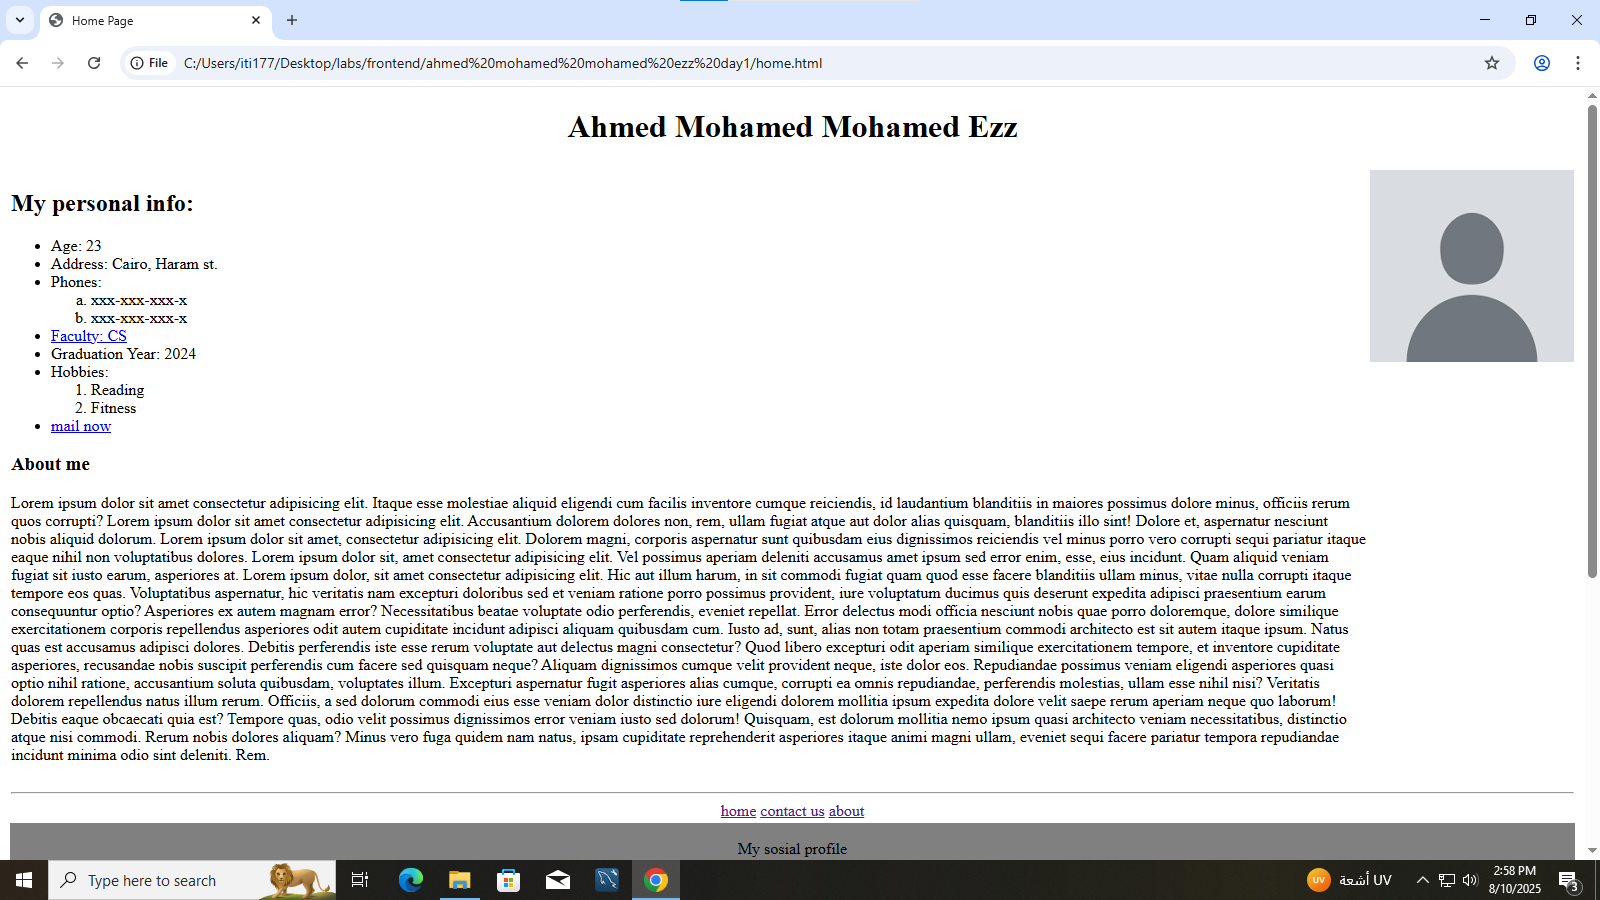 Home Page
File
C:/Users/iti177/Desktop/labs/frontend/ahmed%20mohamed%20mohamed%20ezz%20day1/home.html
Ahmed Mohamed Mohamed Ezz
My personal info:
• Age: 23
• Address: Cairo, Haram st.
• Phones:
a. xxx-xxx-xxx-x
b. xxx-xxx-xxx-x
• Faculty: CS
• Graduation Year: 2024
• Hobbies:
1. Reading
2. Fitness
• mail now
About me
Lorem ipsum dolor sit amet consectetur adipisicing elit. Itaque esse molestiae aliquid eligendi cum facilis inventore cumque reiciendis, id laudantium blanditiis in maiores possimus dolore minus, officiis rerum
quos corrupti? Lorem ipsum dolor sit amet consectetur adipisicing elit. Accusantium dolorem dolores non, rem, ullam fugiat atque aut dolor alias quisquam, blanditiis illo sint! Dolore et, aspernatur nesciunt
nobis aliquid dolorum. Lorem ipsum dolor sit amet, consectetur adipisicing elit. Dolorem magni, corporis aspernatur sunt quibusdam eius dignissimos reiciendis vel minus porro vero corrupti sequi pariatur itaque
eaque nihil non voluptatibus dolores. Lorem ipsum dolor sit, amet consectetur adipisicing elit. Vel possimus aperiam deleniti accusamus amet ipsum sed error enim, esse, eius incidunt. Quam aliquid veniam
fugiat sit iusto earum, asperiores at. Lorem ipsum dolor, sit amet consectetur adipisicing elit. Hic aut illum harum, in sit commodi fugiat quam quod esse facere blanditiis ullam minus, vitae nulla corrupti itaque
tempore eos quas. Voluptatibus aspernatur, hic veritatis nam excepturi doloribus sed et veniam ratione porro possimus provident, iure voluptatum ducimus quis deserunt expedita adipisci praesentium earum
consequuntur optio? Asperiores ex autem magnam error? Necessitatibus beatae voluptate odio perferendis, eveniet repellat. Error delectus modi officia nesciunt nobis quae porro doloremque, dolore similique
exercitationem corporis repellendus asperiores odit autem cupiditate incidunt adipisci aliquam quibusdam cum. Iusto ad, sunt, alias non totam praesentium commodi architecto est sit autem itaque ipsum. Natus
quas est accusamus adipisci dolores. Debitis perferendis iste esse rerum voluptate aut delectus magni consectetur? Quod libero excepturi odit aperiam similique exercitationem tempore, et inventore cupiditate
asperiores, recusandae nobis suscipit perferendis cum facere sed quisquam neque? Aliquam dignissimos cumque velit provident neque, iste dolor eos. Repudiandae possimus veniam eligendi asperiores quasi
optio nihil ratione, accusantium soluta quibusdam, voluptates illum. Excepturi aspernatur fugit asperiores alias cumque, corrupti ea omnis repudiandae, perferendis molestias, ullam esse nihil nisi? Veritatis
dolorem repellendus natus illum rerum. Officiis, a sed dolorum commodi eius esse veniam dolor distinctio iure eligendi dolorem mollitia ipsum expedita dolore velit saepe rerum aperiam neque quo laborum!
Debitis eaque obcaecati quia est? Tempore quas, odio velit possimus dignissimos error veniam iusto sed dolorum! Quisquam, est dolorum mollitia nemo ipsum quasi architecto veniam necessitatibus, distinctio
atque nisi commodi. Rerum nobis dolores aliquam? Minus vero fuga quidem nam natus, ipsam cupiditate reprehenderit asperiores itaque animi magni ullam, eveniet sequi facere pariatur tempora repudiandae
incidunt minima odio sint deleniti. Rem.
home contact us about
My sosial profile
Type here to search
UV
أشعة UV
2:58 PM
8/10/2025
3